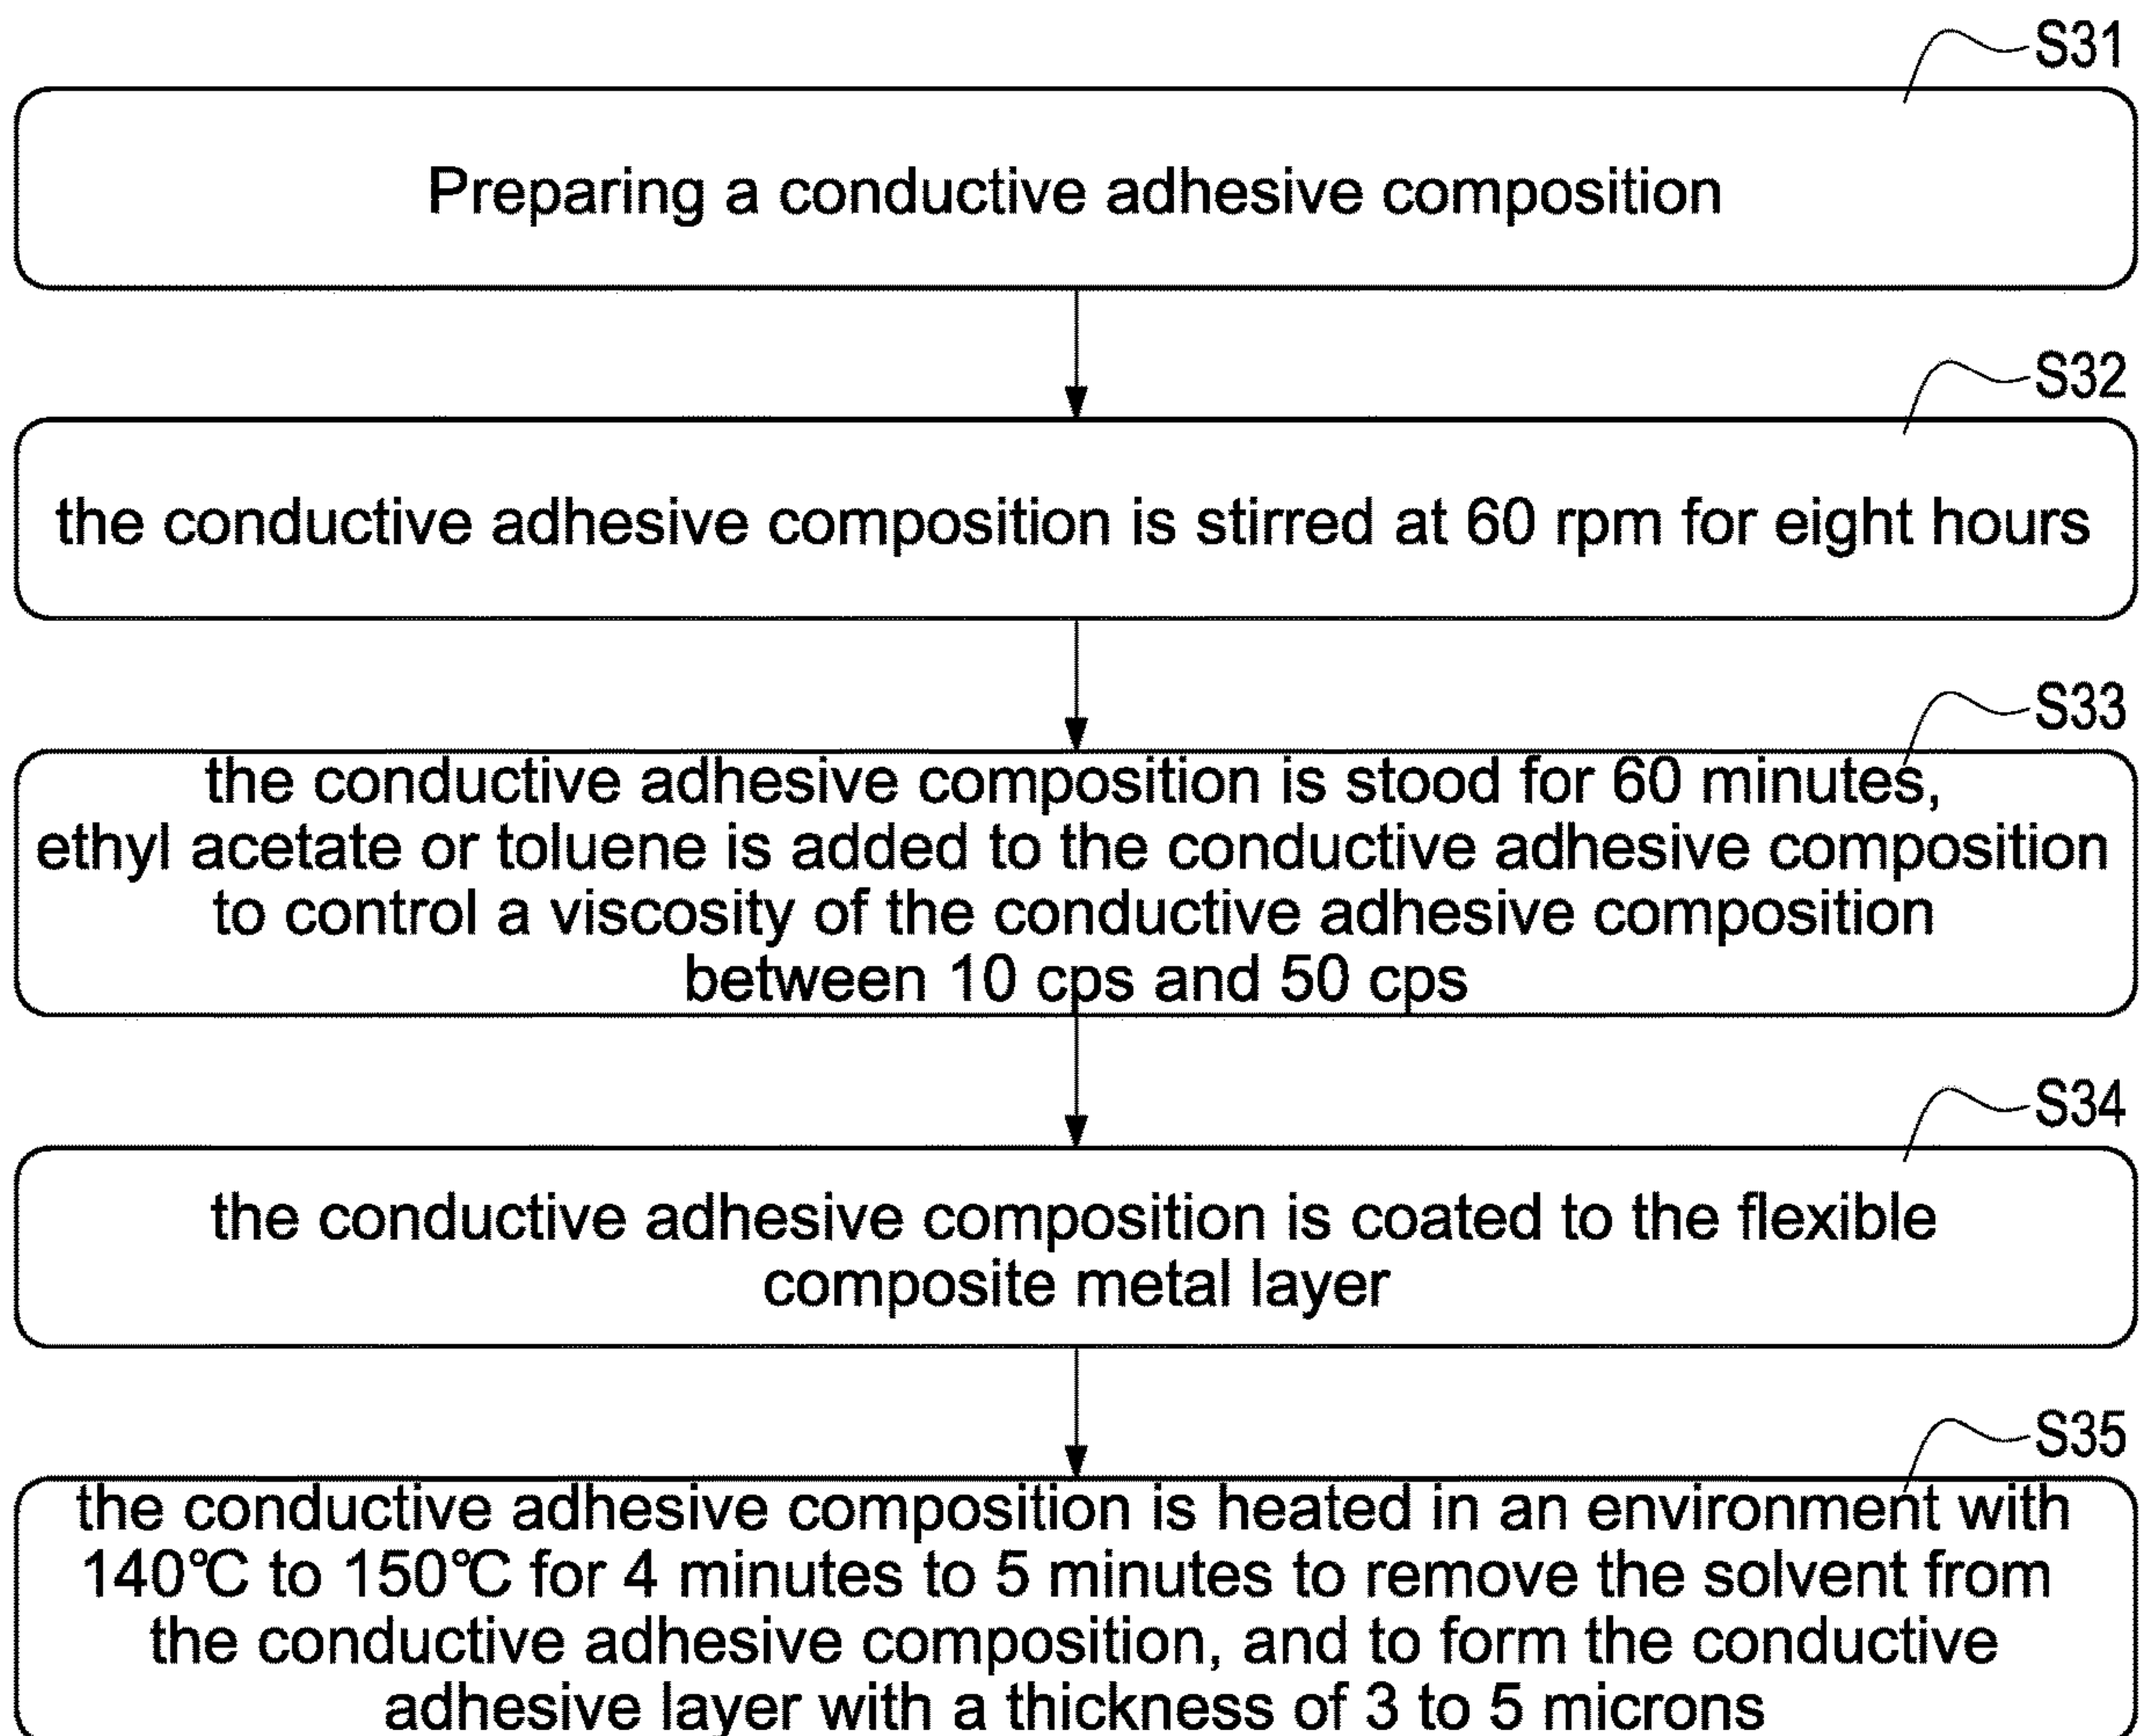 S31
Preparing a conductive adhesive composition
S32
the conductive adhesive composition is stirred at 60 rpm for eight hours
S33
the conductive adhesive composition is stood for 60 minutes,
ethyl acetate or toluene is added to the conductive adhesive composition
to control a viscosity of the conductive adhesive composition
between 10 cps and 50 cps
S34
the conductive adhesive composition is coated to the flexible
composite metal layer
S35
the conductive adhesive composition is heated in an environment with
140℃ to 150℃ for 4 minutes to 5 minutes to remove the solvent from
the conductive adhesive composition, and to form the conductive
adhesive layer with a thickness of 3 to 5 microns